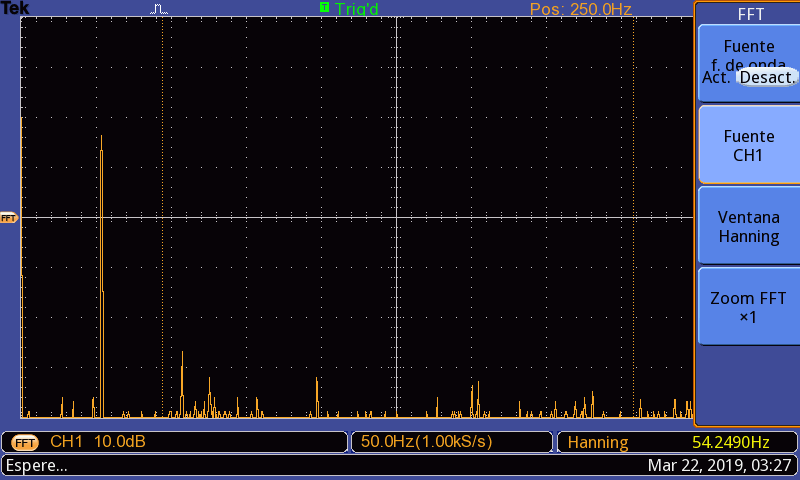 Tek
T Trig'd
Pos: 250.0Hz
FFT
Fuente
f. de onda
Act. Desact.
Fuente
CH1
Ventana
Hanning
Zoom FFT
×1
FFT
FFT CH1 10.0dB
50.0Hz(1.00kS/s)
Hanning 54.2490Hz
Espere...
Mar 22, 2019, 03:27